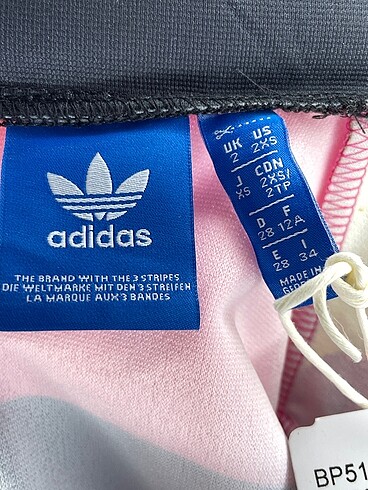 adidas
THE BRAND WITH THE 3 STRIPES
DIE WELTMARKE MIT DEN 3 STREIFEN
LA MARQUE AUX 3 BANDES
UK US
2 2XS
J CDN
XS 2XS/
2TP
D F
28 12A
E I
28 34
MADE IN
BP51